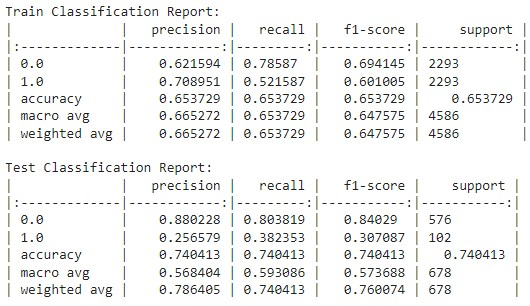 Train Classification Report:
|              |   precision |   recall |   f1-score |     support |
|:-------------|------------:|---------:|-----------:|------------:|
| 0.0          |    0.621594 | 0.78587  |   0.694145 | 2293        |
| 1.0          |    0.708951 | 0.521587 |   0.601005 | 2293        |
| accuracy     |    0.653729 | 0.653729 |   0.653729 |    0.653729 |
| macro avg    |    0.665272 | 0.653729 |   0.647575 | 4586        |
| weighted avg |    0.665272 | 0.653729 |   0.647575 | 4586        |
Test Classification Report:
|              |   precision |   recall |   f1-score |    support |
|:-------------|------------:|---------:|-----------:|-----------:|
| 0.0          |    0.880228 | 0.803819 |   0.84029  | 576        |
| 1.0          |    0.256579 | 0.382353 |   0.307087 | 102        |
| accuracy     |    0.740413 | 0.740413 |   0.740413 |   0.740413 |
| macro avg    |    0.568404 | 0.593086 |   0.573688 | 678        |
| weighted avg |    0.786405 | 0.740413 |   0.760074 | 678        |